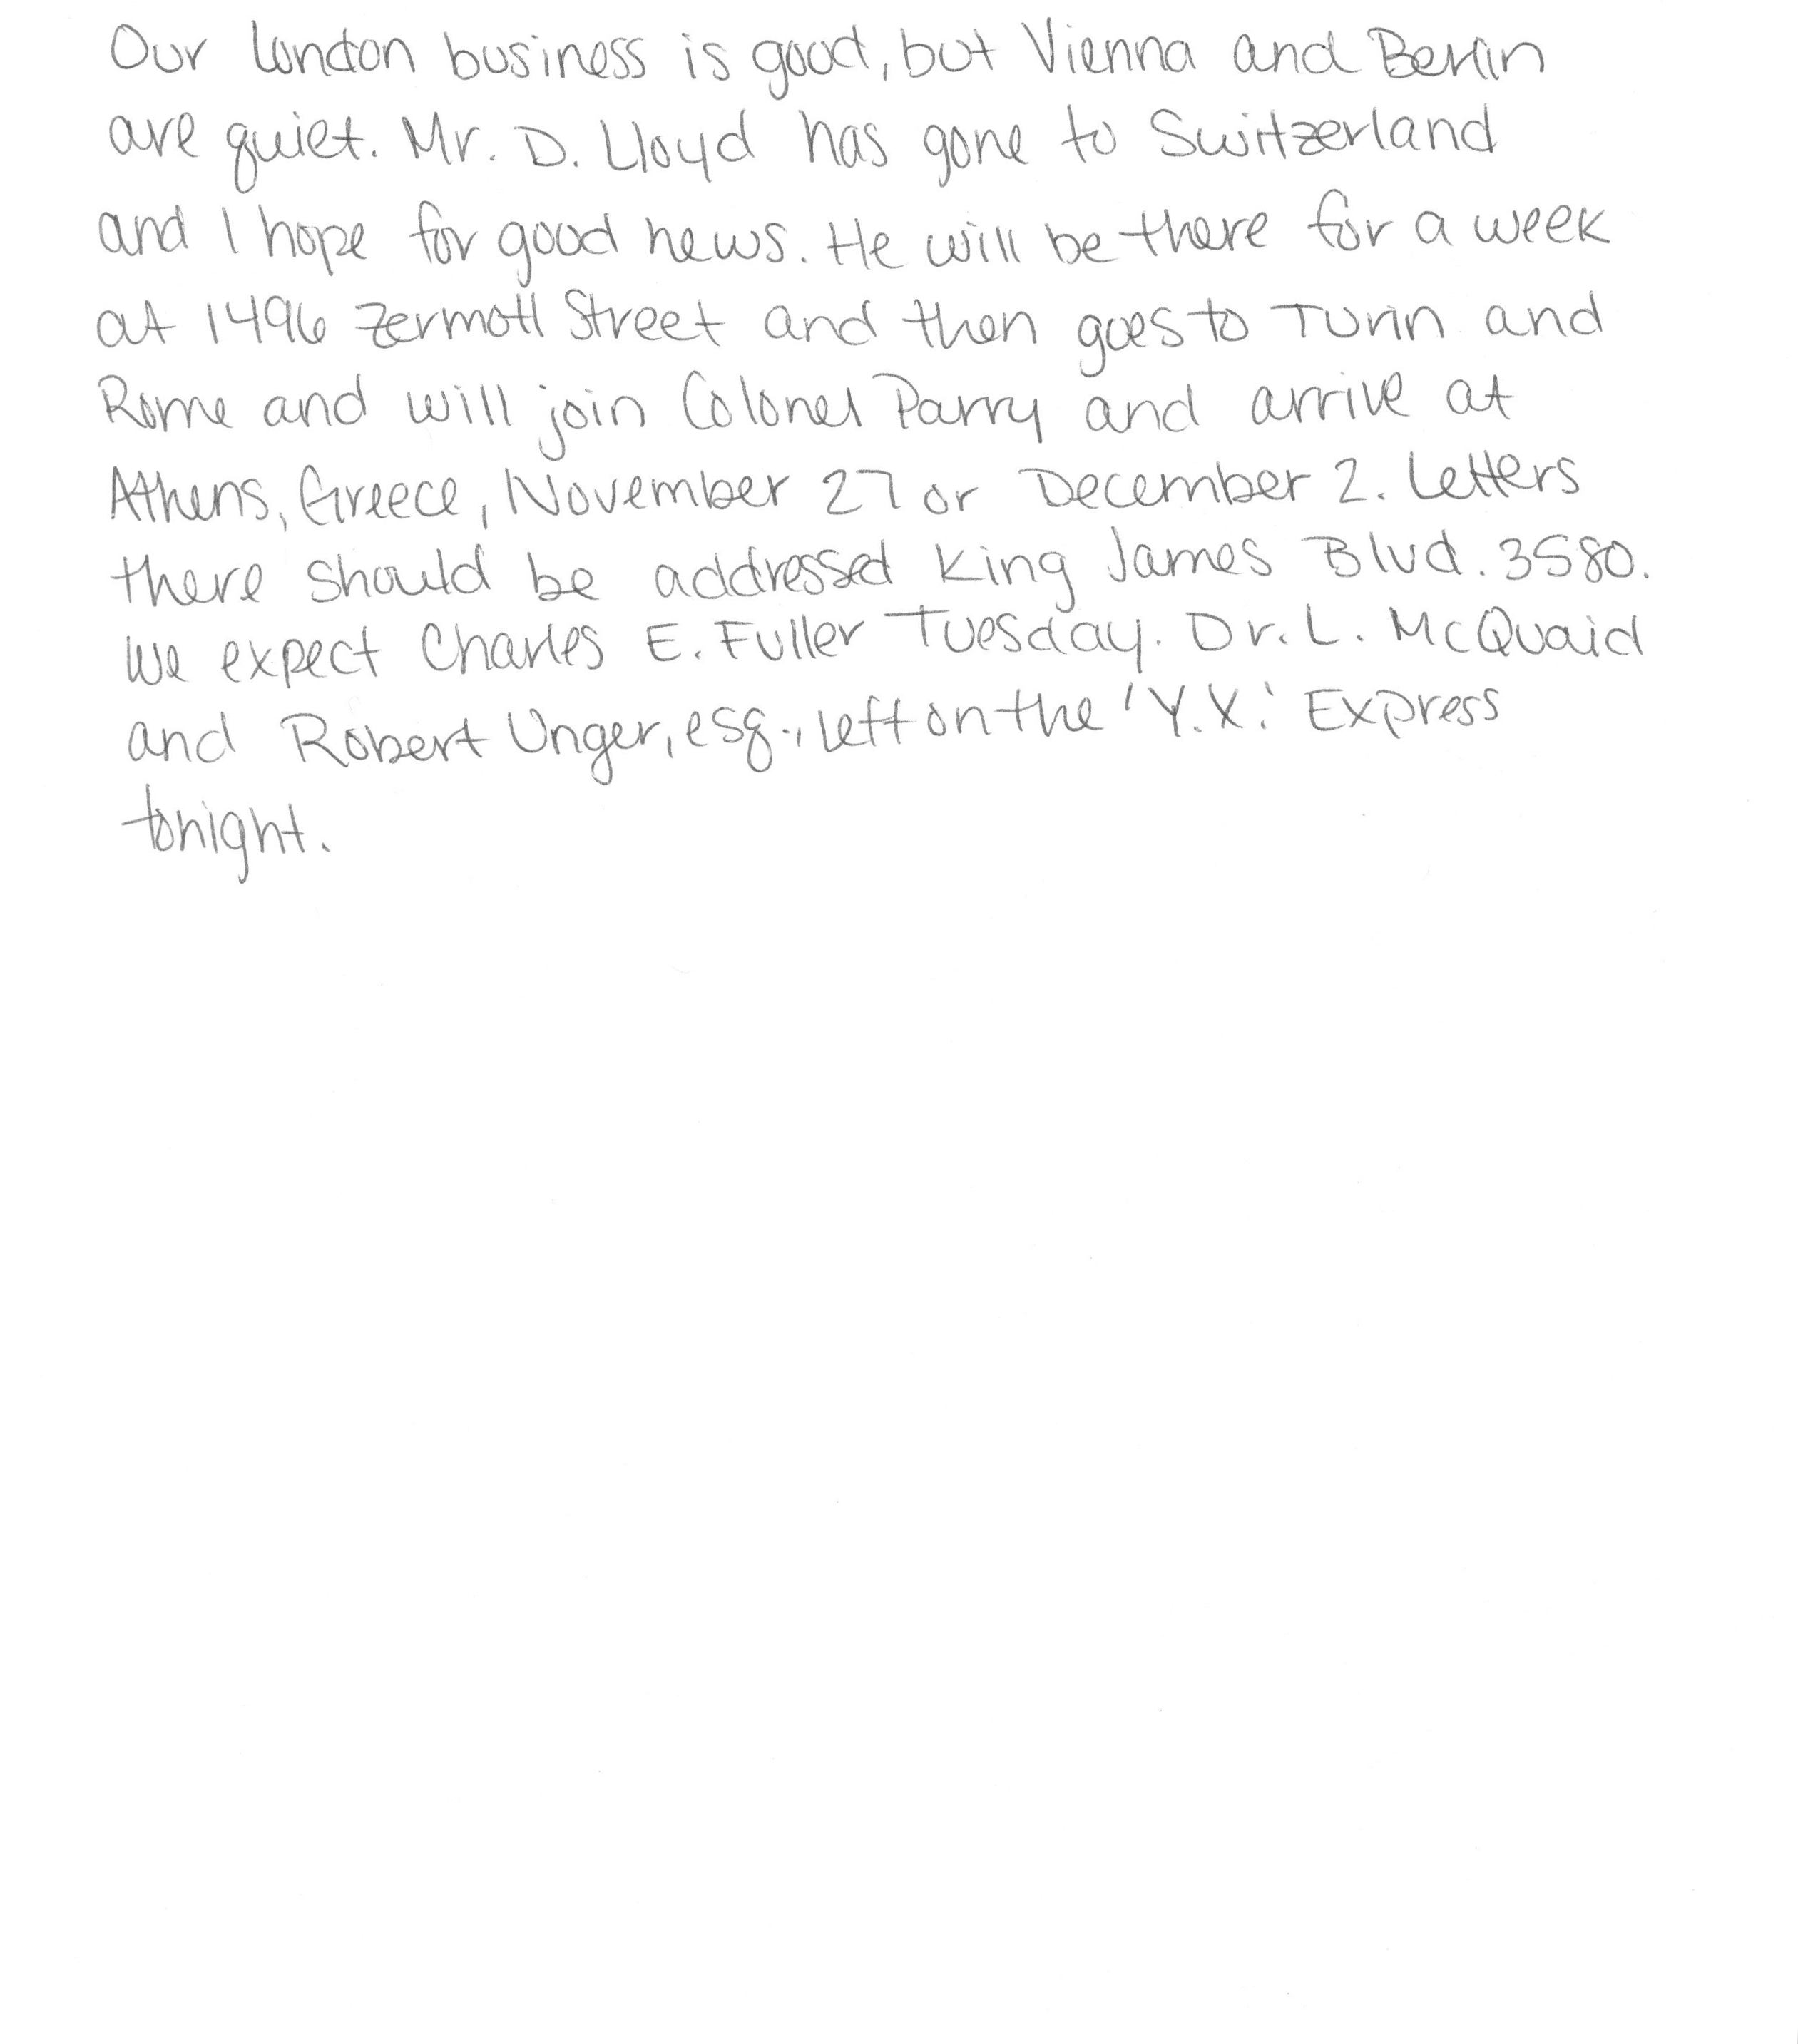 Our London business is good, but Vienna and Berlin
are quiet. Mr. D. Lloyd has gone to Switzerland
and I hope for good news. He will be there for a week
at 1496 Zermott Street and then goes to Turin and
Rome and will join Colonel Parry and arrive at
Athens, Greece, November 27 or December 2. Letters
there should be addressed King James Blvd. 3580.
We expect Charles E. Fuller Tuesday. Dr. L. McQuaid
and Robert Unger, esq., left on the 'Y.X.' Express
tonight.